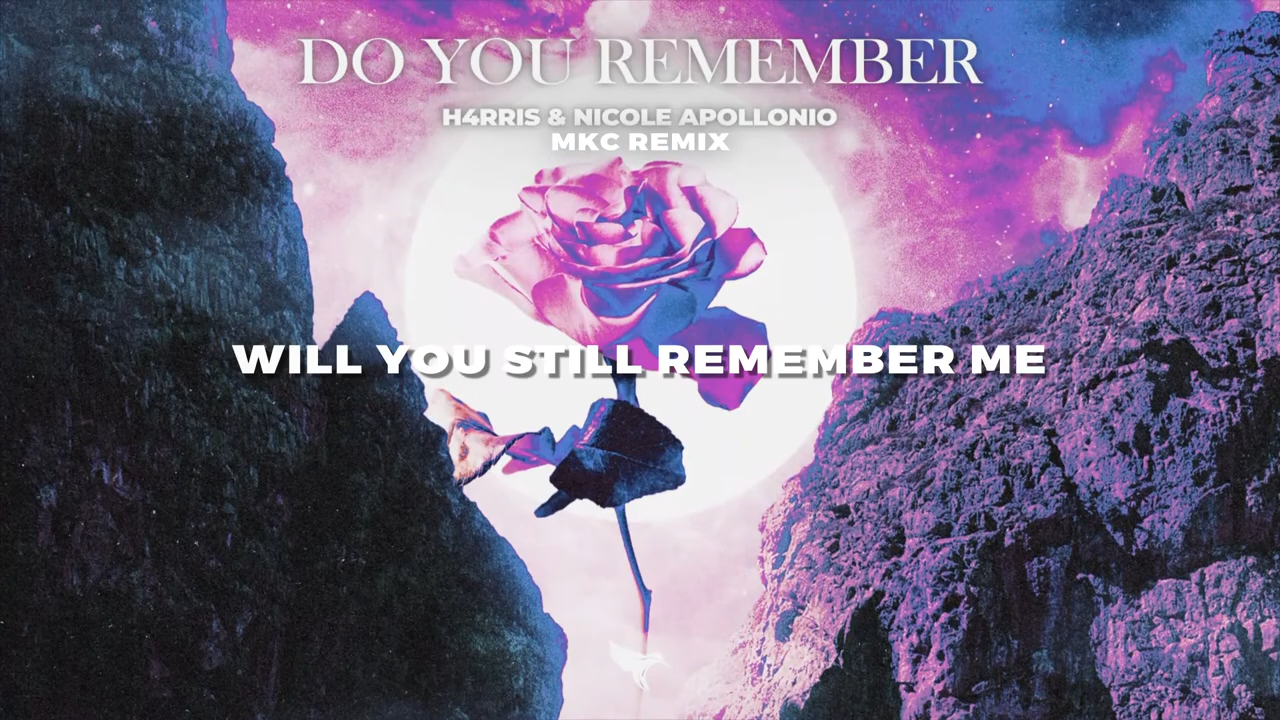 DO YOU REMEMBER
H4RRIS & NICOLE APOLLONIO
MKC REMIX
WILL YOU STILL REMEMBER ME